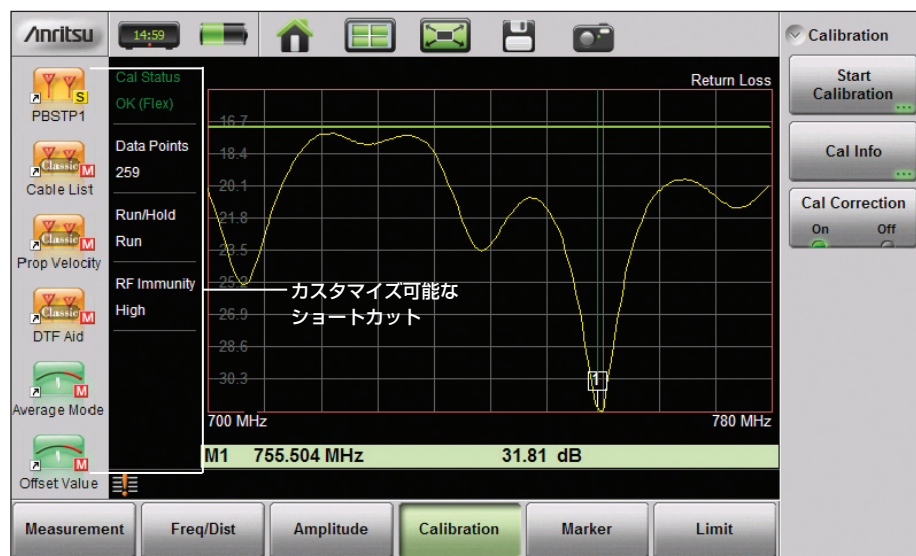 Anritsu
14:59
Calibration
PBSTP1
S
Classic M
Cable List
Classic M
Prop Velocity
Classic M
DTF Aid
M
Average Mode
M
Offset Value
Cal Status
OK (Flex)
Data Points
259
Run/Hold
Run
RF Immunity
High
Return Loss
16.7
18.4
20.1
21.8
23.5
25.2
26.9
28.6
30.3
カスタマイズ可能な
ショートカット
1
700 MHz
780 MHz
M1 755.504 MHz 31.81 dB
Start
Calibration
Cal Info
Cal Correction
On Off
Measurement
Freq/Dist
Amplitude
Calibration
Marker
Limit